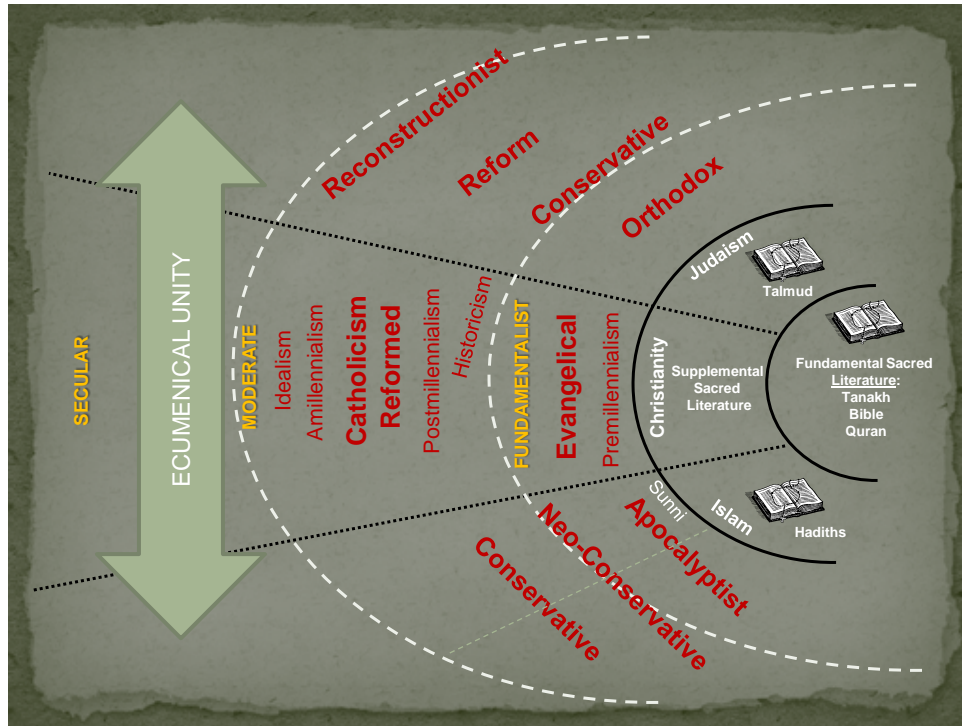 SECULAR
ECUMENICAL UNITY
MODERATE
Idealism
Amillennialism
Catholicism
Reformed
Postmillennialism
Historicism
FUNDAMENTALIST
Evangelical
Premillennialism
Christianity
Reconstructionist
Reform
Conservative
Orthodox
Judaism
Talmud
Supplemental
Sacred
Literature
Fundamental Sacred
Literature:
Tanakh
Bible
Quran
Sunni
Islam
Hadiths
Apocalyptist
Neo-Conservative
Conservative